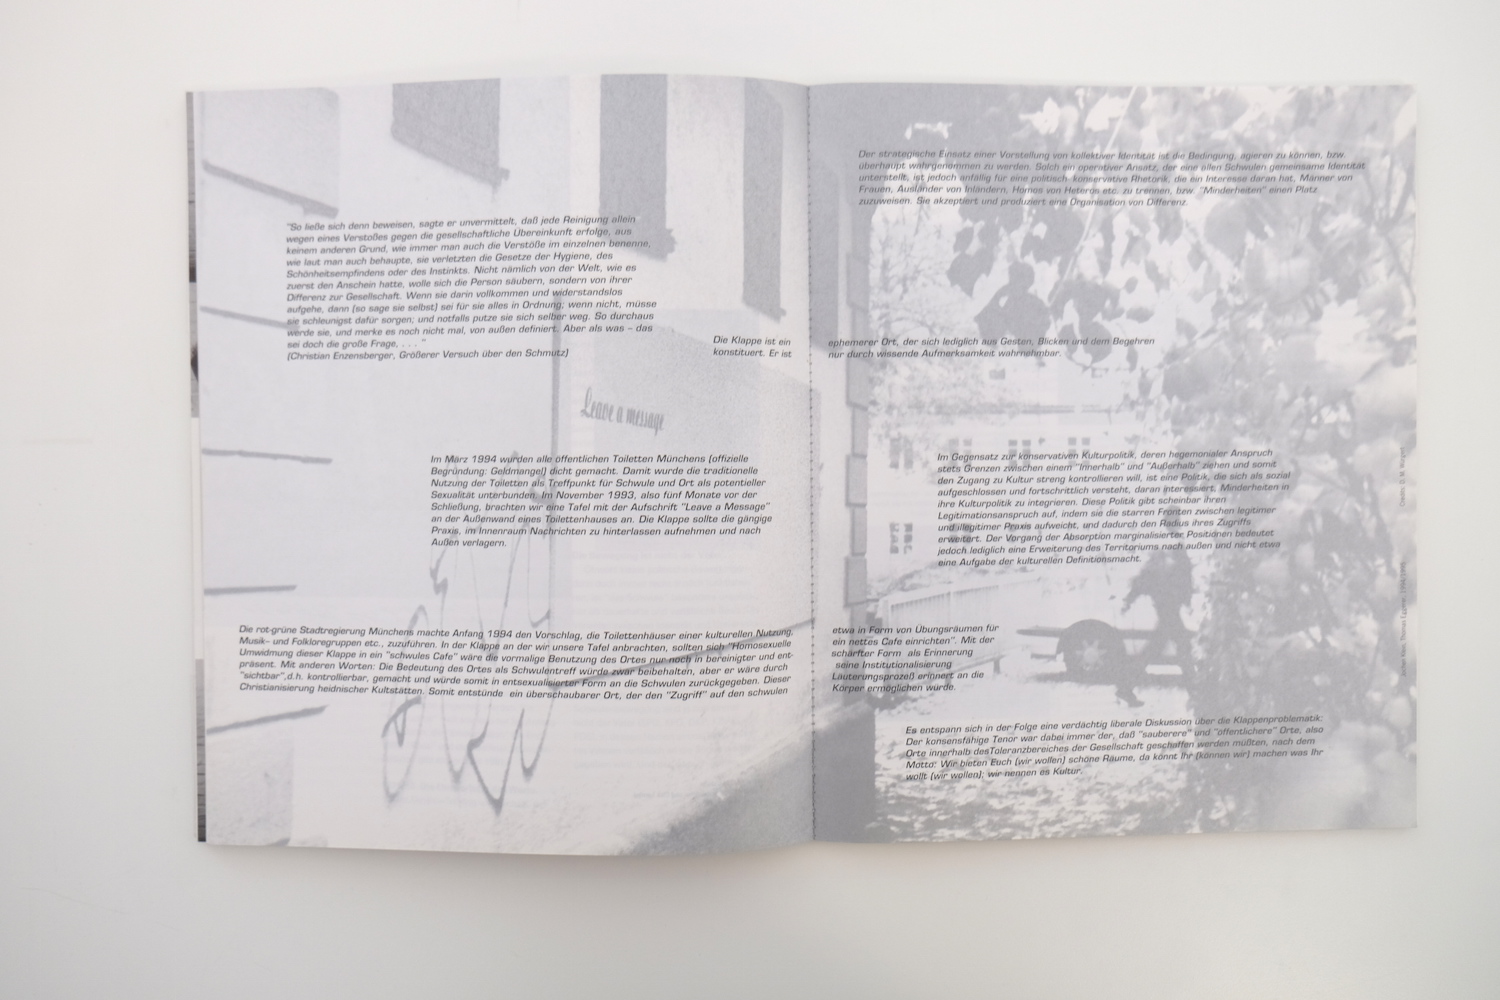 "So ließe sich denn beweisen, sagte er unvermittelt, daß jede Reinigung allein
wegen eines Verstoßes gegen die gesellschaftliche Übereinkunft erfolge, aus
keinem anderen Grund, wie immer man auch die Verstöße im einzelnen benenne,
wie laut man auch behaupte, sie verletzten die Gesetze der Hygiene, des
Schönheitsempfindens oder des Instinkts. Nicht nämlich von der Welt, wie es
zuerst den Anschein hatte, wolle sich die Person säubern, sondern von ihrer
Differenz zur Gesellschaft. Wenn sie darin vollkommen und widerstandslos
aufgehe, dann (so sage sie selbst) sei für sie alles in Ordnung; wenn nicht, müsse
sie schleunigst dafür sorgen; und notfalls putze sie sich selber weg. So durchaus
werde sie, und merke es noch nicht mal, von außen definiert. Aber als was – das
sei doch die große Frage, . . . "
(Christian Enzensberger, Größerer Versuch über den Schmutz)
Die Klappe ist ein ephemerer Ort, der sich lediglich aus Gesten, Blicken und dem Begehren
konstituert. Er ist nur durch wissende Aufmerksamkeit wahrnehmbar.
Leave a message
Im März 1994 wurden alle öffentlichen Toiletten Münchens (offizielle
Begründung: Geldmangel) dicht gemacht. Damit wurde die traditionelle
Nutzung der Toiletten als Treffpunkt für Schwule und Ort als potentieller
Sexualität unterbunden. Im November 1993, also fünf Monate vor der
Schließung, brachten wir eine Tafel mit der Aufschrift "Leave a Message"
an der Außenwand eines Toilettenhauses an. Die Klappe sollte die gängige
Praxis, im Innenraum Nachrichten zu hinterlassen aufnehmen und nach
Außen verlagern.
Die rot-grüne Stadtregierung Münchens machte Anfang 1994 den Vorschlag, die Toilettenhäuser einer kulturellen Nutzung, etwa in Form von Übungsräumen für
Musik- und Folkloregruppen etc., zuzuführen. In der Klappe an der wir unsere Tafel anbrachten, sollten sich "Homosexuelle ein nettes Cafe einrichten". Mit der
Umwidmung dieser Klappe in ein "schwules Cafe" wäre die vormalige Benutzung des Ortes nur noch in bereinigter und ent- schärfter Form als Erinnerung
präsent. Mit anderen Worten: Die Bedeutung des Ortes als Schwulentreff würde zwar beibehalten, aber er wäre durch seine Institutionalisierung
"sichtbar",d.h. kontrollierbar, gemacht und würde somit in entsexualisierter Form an die Schwulen zurückgegeben. Dieser Läuterungsprozeß erinnert an die
Christianisierung heidnischer Kultstätten. Somit entstünde ein überschaubarer Ort, der den "Zugriff" auf den schwulen Körper ermöglichen würde.
Der strategische Einsatz einer Vorstellung von kollektiver Identität ist die Bedingung, agieren zu können, bzw.
überhaupt wahrgenommen zu werden. Solch ein operativer Ansatz, der eine allen Schwulen gemeinsame Identität
unterstellt, ist jedoch anfällig für eine politisch-konservative Rhetorik, die ein Interesse daran hat, Männer von
Frauen, Ausländer von Inländern, Homos von Heteros etc. zu trennen, bzw. "Minderheiten" einen Platz
zuzuweisen. Sie akzeptiert und produziert eine Organisation von Differenz.
Im Gegensatz zur konservativen Kulturpolitik, deren hegemonialer Anspruch
stets Grenzen zwischen einem "Innerhalb" und "Außerhalb" ziehen und somit
den Zugang zu Kultur streng kontrollieren will, ist eine Politik, die sich als sozial
aufgeschlossen und fortschrittlich versteht, daran interessiert, Minderheiten in
ihre Kulturpolitik zu integrieren. Diese Politik gibt scheinbar ihren
Legitimationsanspruch auf, indem sie die starren Fronten zwischen legitimer
und illegitimer Praxis aufweicht, und dadurch den Radius ihres Zugriffs
erweitert. Der Vorgang der Absorption marginalisierter Positionen bedeutet
jedoch lediglich eine Erweiterung des Territoriums nach außen und nicht etwa
eine Aufgabe der kulturellen Definitionsmacht.
Es entspann sich in der Folge eine verdächtig liberale Diskussion über die Klappenproblematik:
Der konsensfähige Tenor war dabei immer der, daß "sauberere" und "öffentlichere" Orte, also
Orte innerhalb desToleranzbereiches der Gesellschaft geschaffen werden müßten, nach dem
Motto: Wir bieten Euch (wir wollen) schöne Räume, da könnt Ihr (können wir) machen was Ihr
wollt (wir wollen); wir nennen es Kultur.